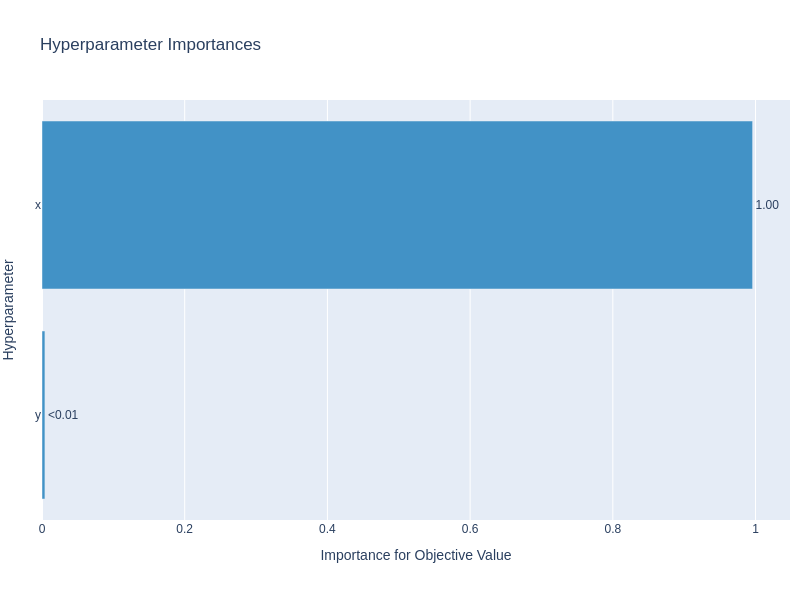 Hyperparameter Importances
Hyperparameter
x
1.00
y
<0.01
0
0.2
0.4
0.6
0.8
1
Importance for Objective Value